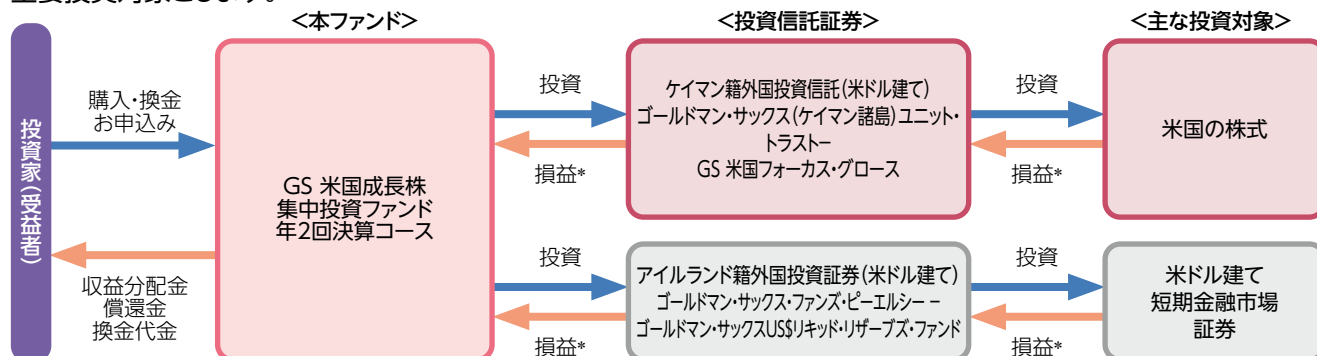 ＜本ファンド＞
＜投資信託証券＞
＜主な投資対象＞
投資家（受益者）
購入・換金
お申込み
収益分配金
償還金
換金代金
GS 米国成長株
集中投資ファンド
年2回決算コース
投資
損益*
ケイマン籍外国投資信託（米ドル建て）
ゴールドマン・サックス（ケイマン諸島）ユニット・
トラスト－
GS 米国フォーカス・グロース
投資
損益*
米国の株式
投資
損益*
アイルランド籍外国投資証券（米ドル建て）
ゴールドマン・サックス・ファンズ・ピーエルシー －
ゴールドマン・サックスUS$リキッド・リザーブズ・ファンド
投資
損益*
米ドル建て
短期金融市場
証券